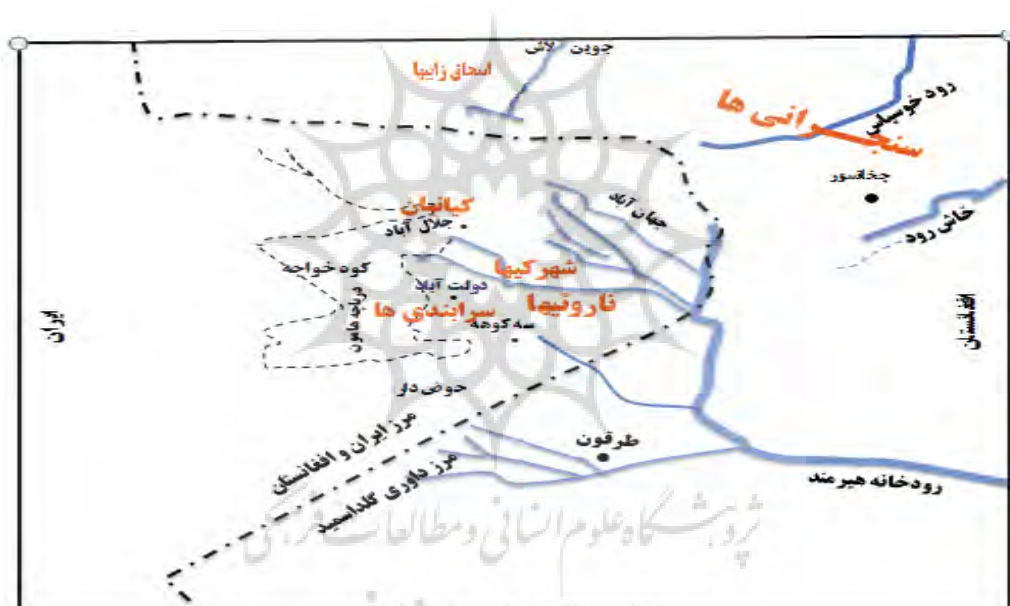 جوین لاش
اسحاق زاییها
رود خوسپاس
سنجرانی ها
چخانسور
خاش رود
جهان آباد
کیانیان
جلال آباد
شهرکیها
کوه خواجه
دولت آباد
ناروئیها
سرابندی ها
دریاچه هامون
سه کوهه
ایران
افغانستان
حوض دار
مرز ایران و افغانستان
طرقون
مرز داوری گلداسمید
رودخانه هیرمند
پژوهشگاه علوم انسانی و مطالعات فرهنگی